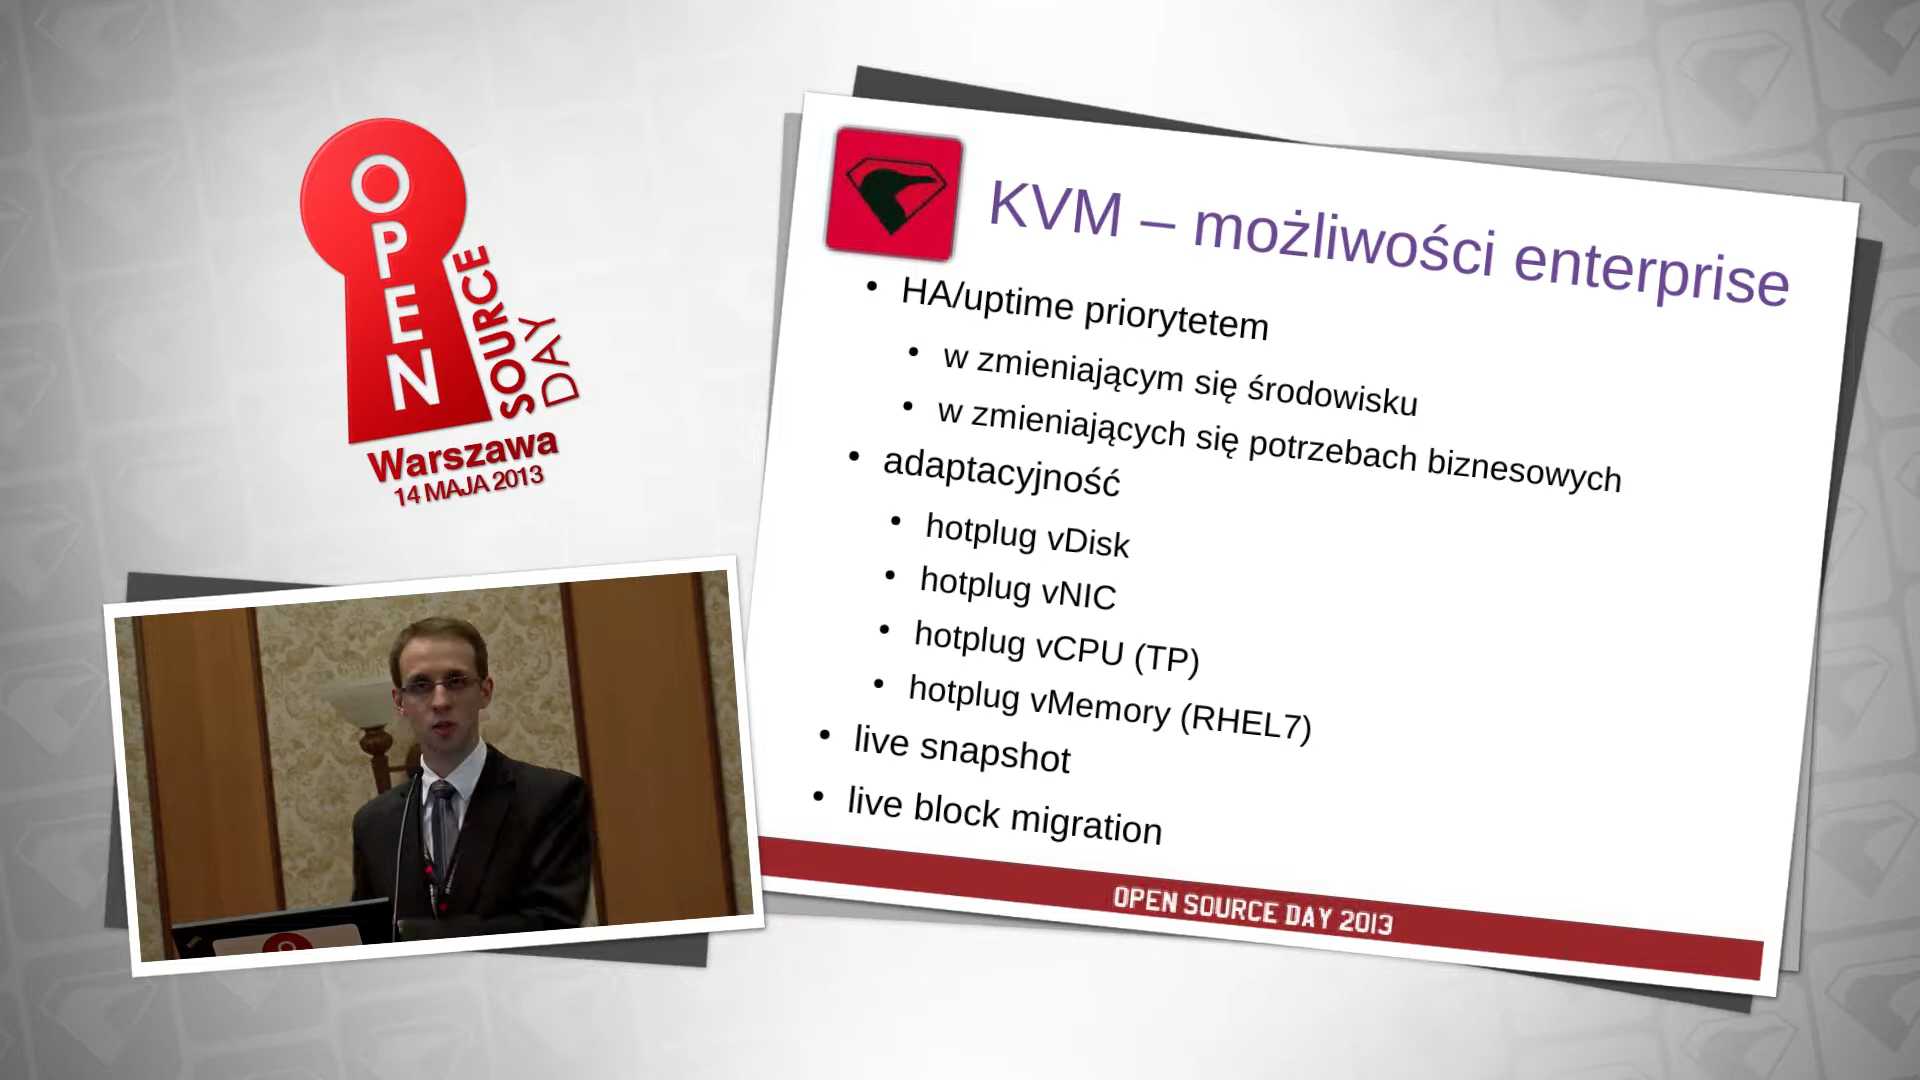 OPEN
SOURCE
DAY
Warszawa
14 MAJA 2013
KVM – możliwości enterprise
HA/uptime priorytetem
w zmieniającym się środowisku
w zmieniających się potrzebach biznesowych
adaptacyjność
hotplug vDisk
hotplug vNIC
hotplug vCPU (TP)
hotplug vMemory (RHEL7)
live snapshot
live block migration
OPEN SOURCE DAY 2013